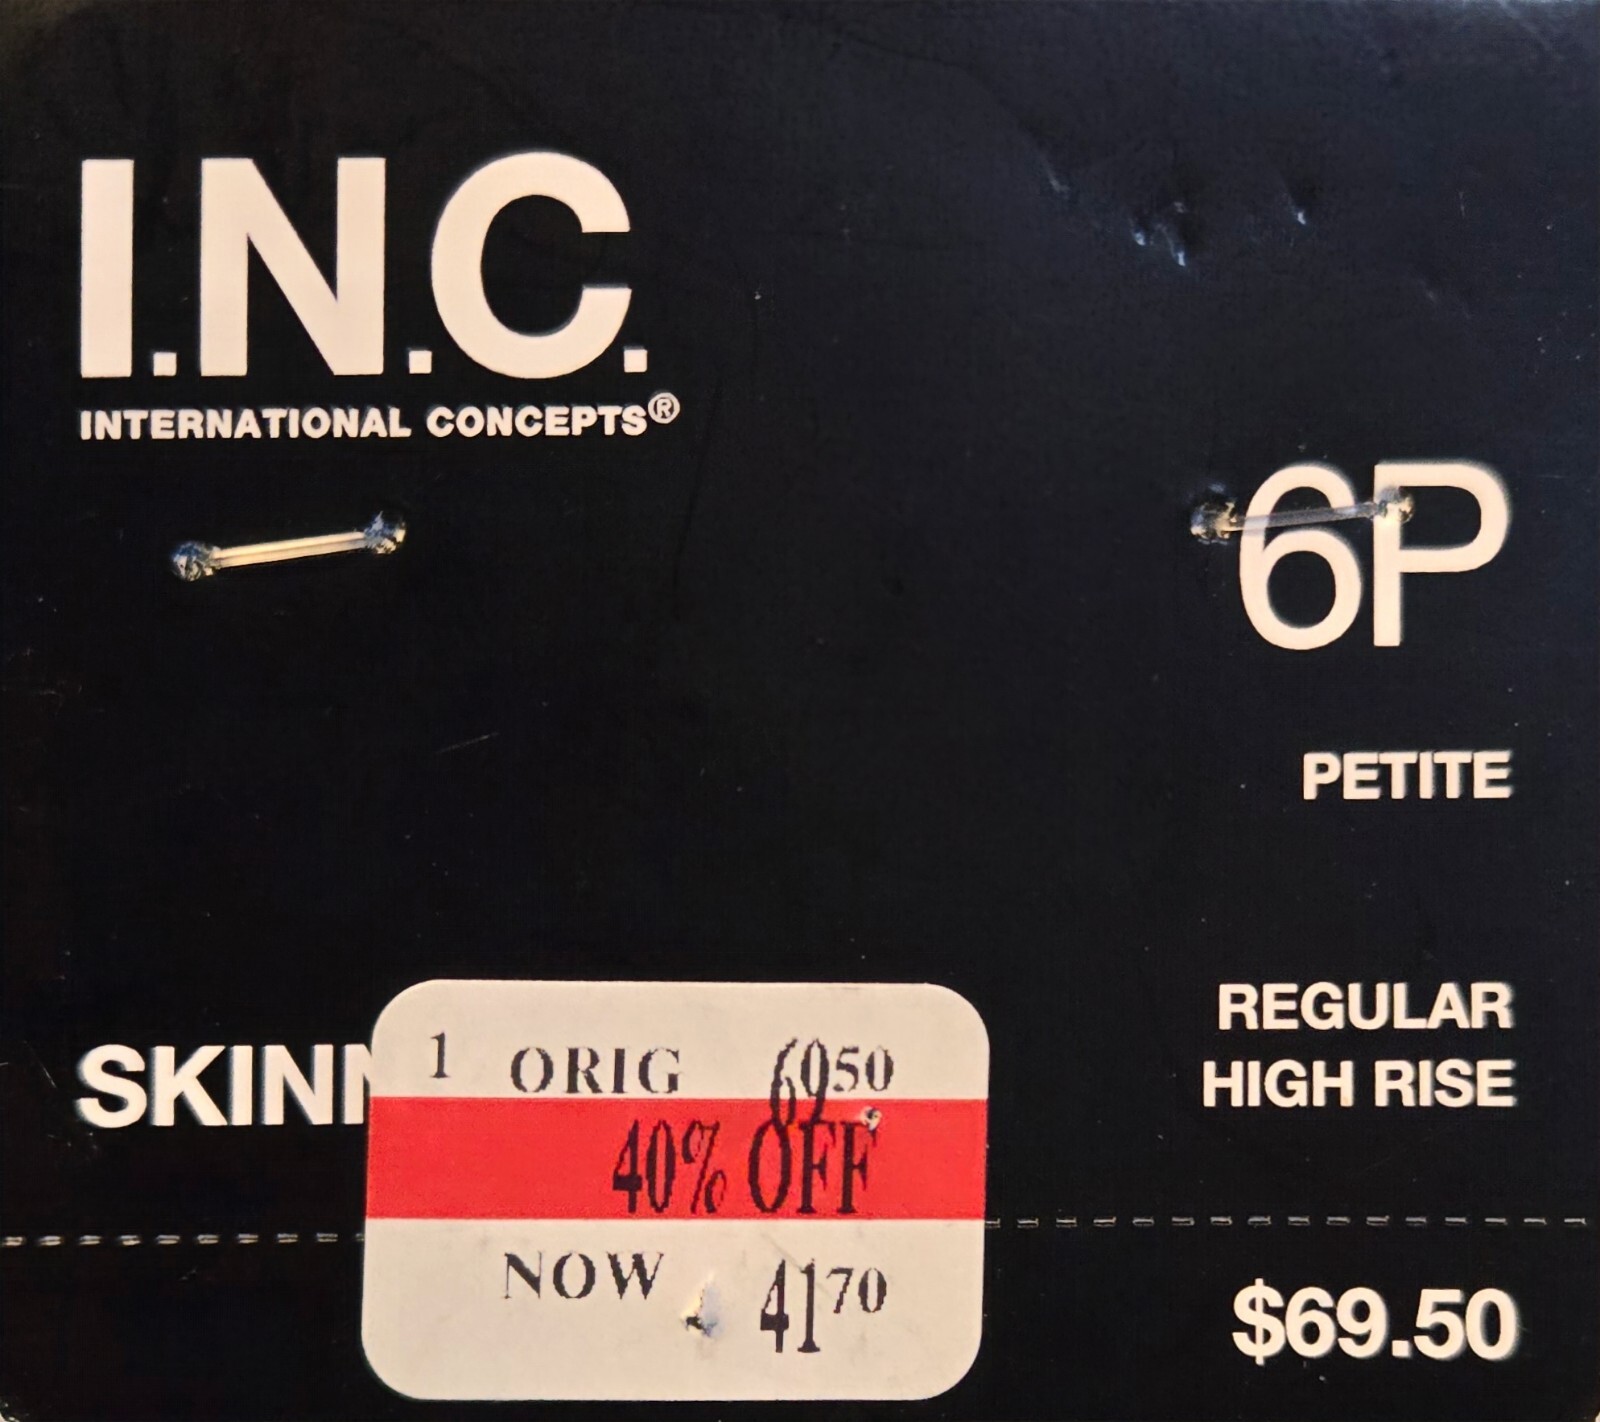 I.N.C.
INTERNATIONAL CONCEPTS®
6P
PETITE
REGULAR
HIGH RISE
SKINN
1 ORIG 6950
40% OFF
NOW 4170
$69.50